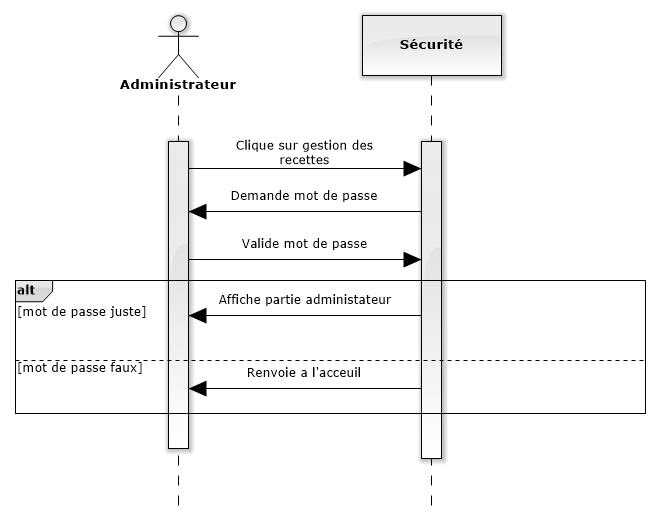 Sécurité
Administrateur
Clique sur gestion des
recettes
Demande mot de passe
Valide mot de passe
alt
Affiche partie administateur
[mot de passe juste]
[mot de passe faux]
Renvoie a l'acceuil